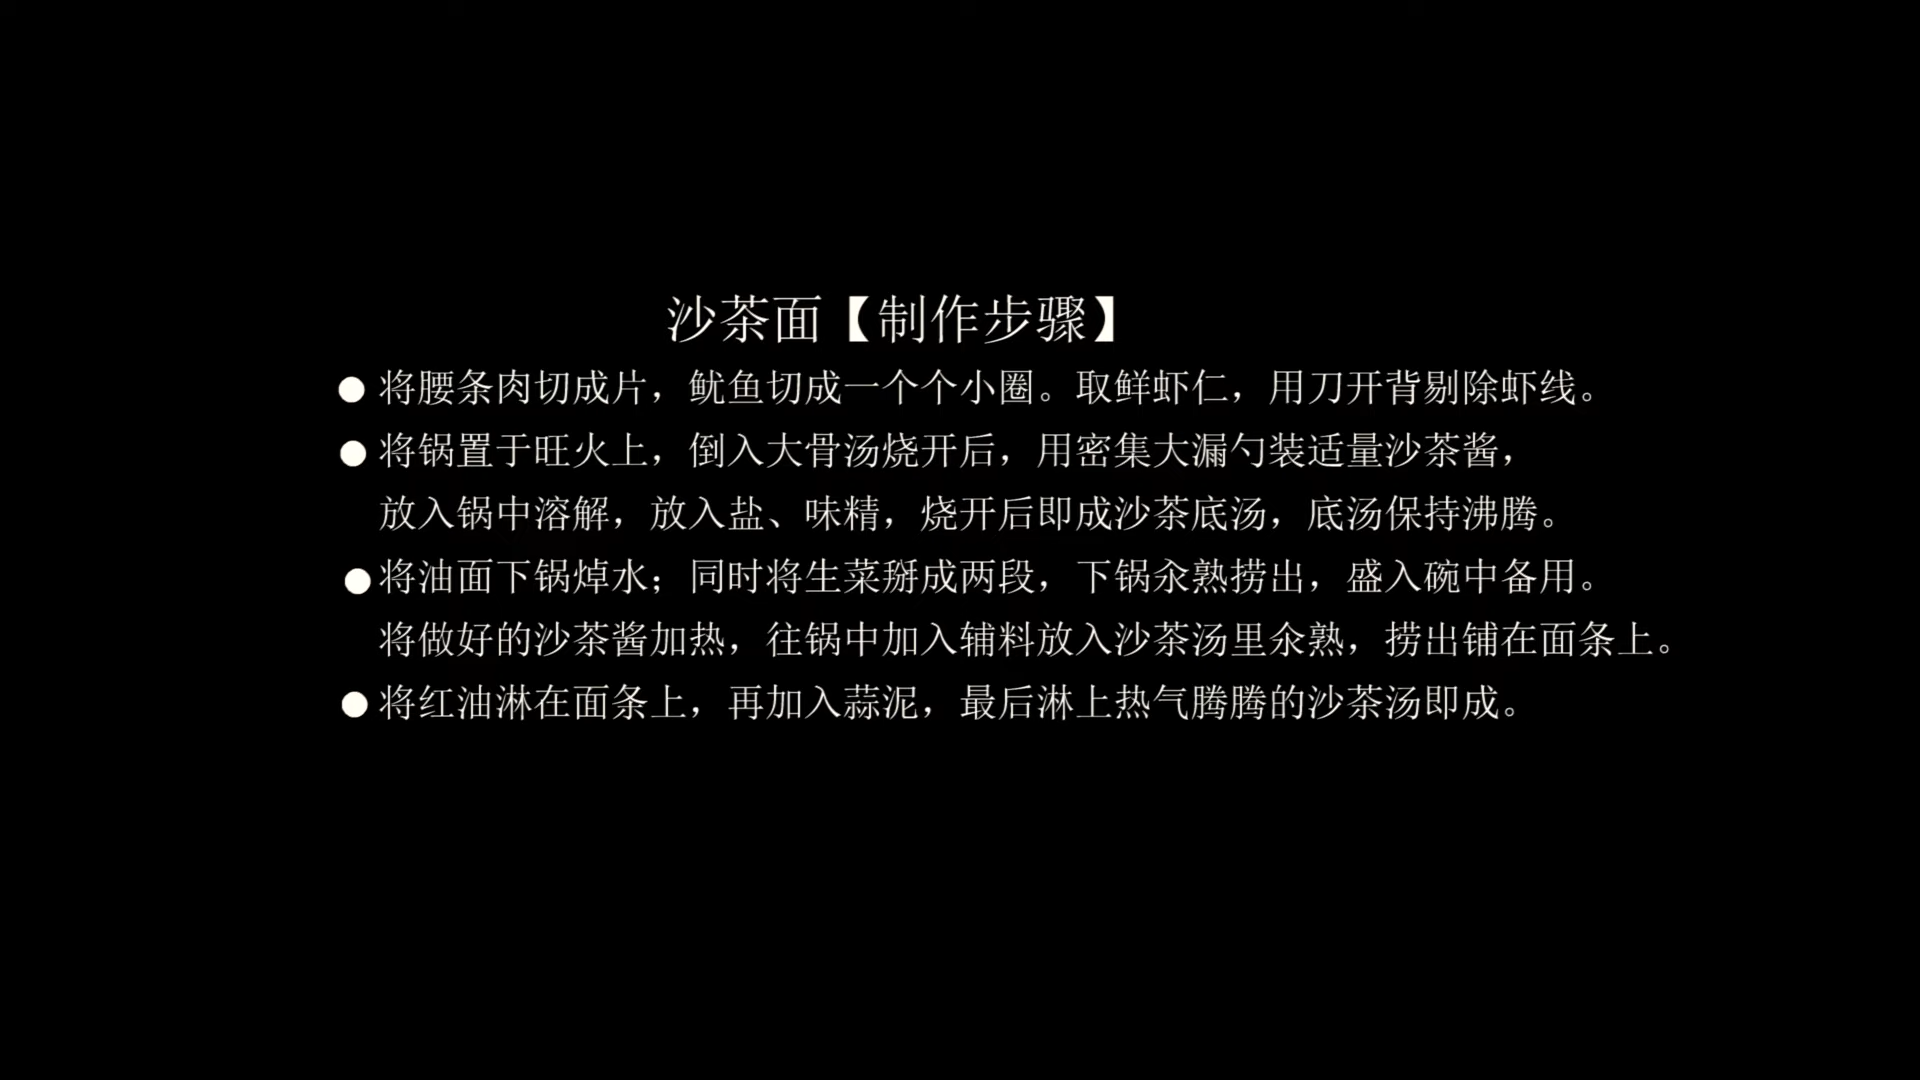 沙茶面【制作步骤】
● 将腰条肉切成片，鱿鱼切成一个个小圈。取鲜虾仁，用刀开背剔除虾线。
● 将锅置于旺火上，倒入大骨汤烧开后，用密集大漏勺装适量沙茶酱，
放入锅中溶解，放入盐、味精，烧开后即成沙茶底汤，底汤保持沸腾。
● 将油面下锅焯水；同时将生菜掰成两段，下锅汆熟捞出，盛入碗中备用。
将做好的沙茶酱加热，往锅中加入辅料放入沙茶汤里汆熟，捞出铺在面条上。
● 将红油淋在面条上，再加入蒜泥，最后淋上热气腾腾的沙茶汤即成。